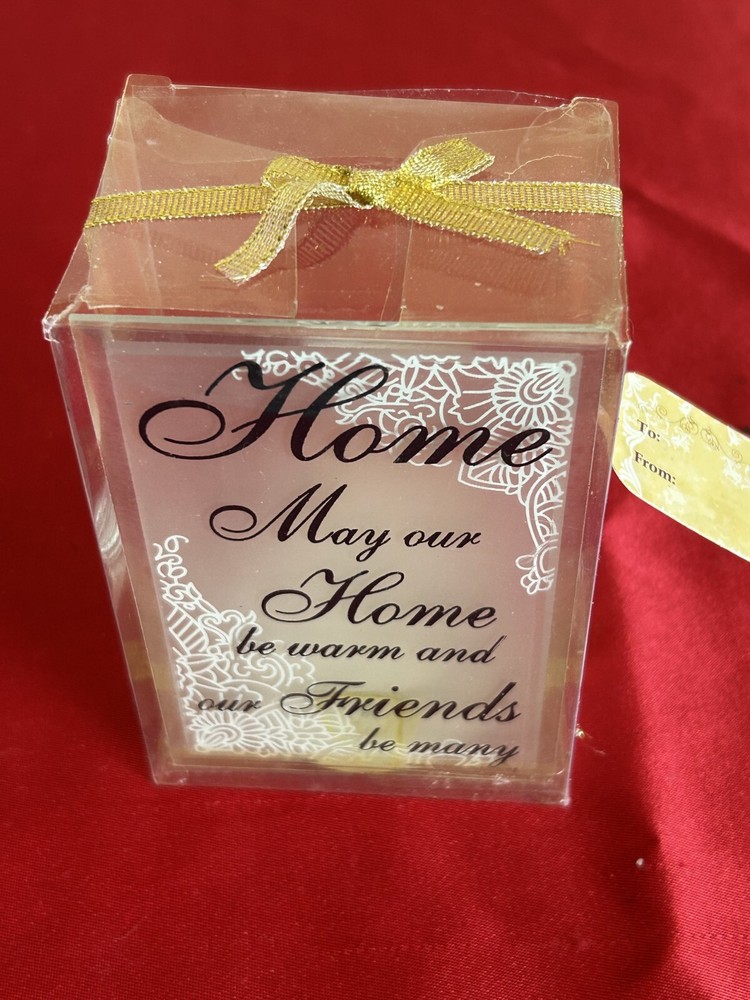 Home
May our
Home
be warm and
our Friends
be many
To:
From: